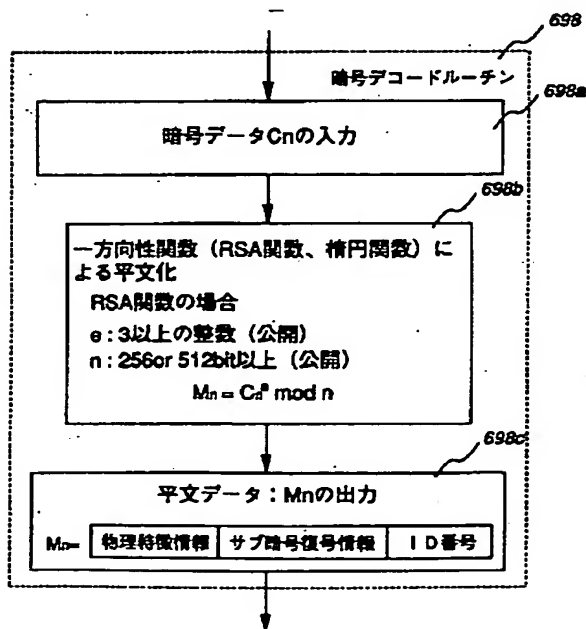 698
暗号デコードルーチン
698a
暗号データCnの入力
698b
一方向性関数（RSA関数、楕円関数）に
よる平文化
RSA関数の場合
e : 3以上の整数（公開）
n : 256or 512bit以上（公開）
Mn = Cnᵉ mod n
698c
平文データ：Mnの出力
Mn= 物理特徴情報 サブ暗号復号情報 ＩＤ番号